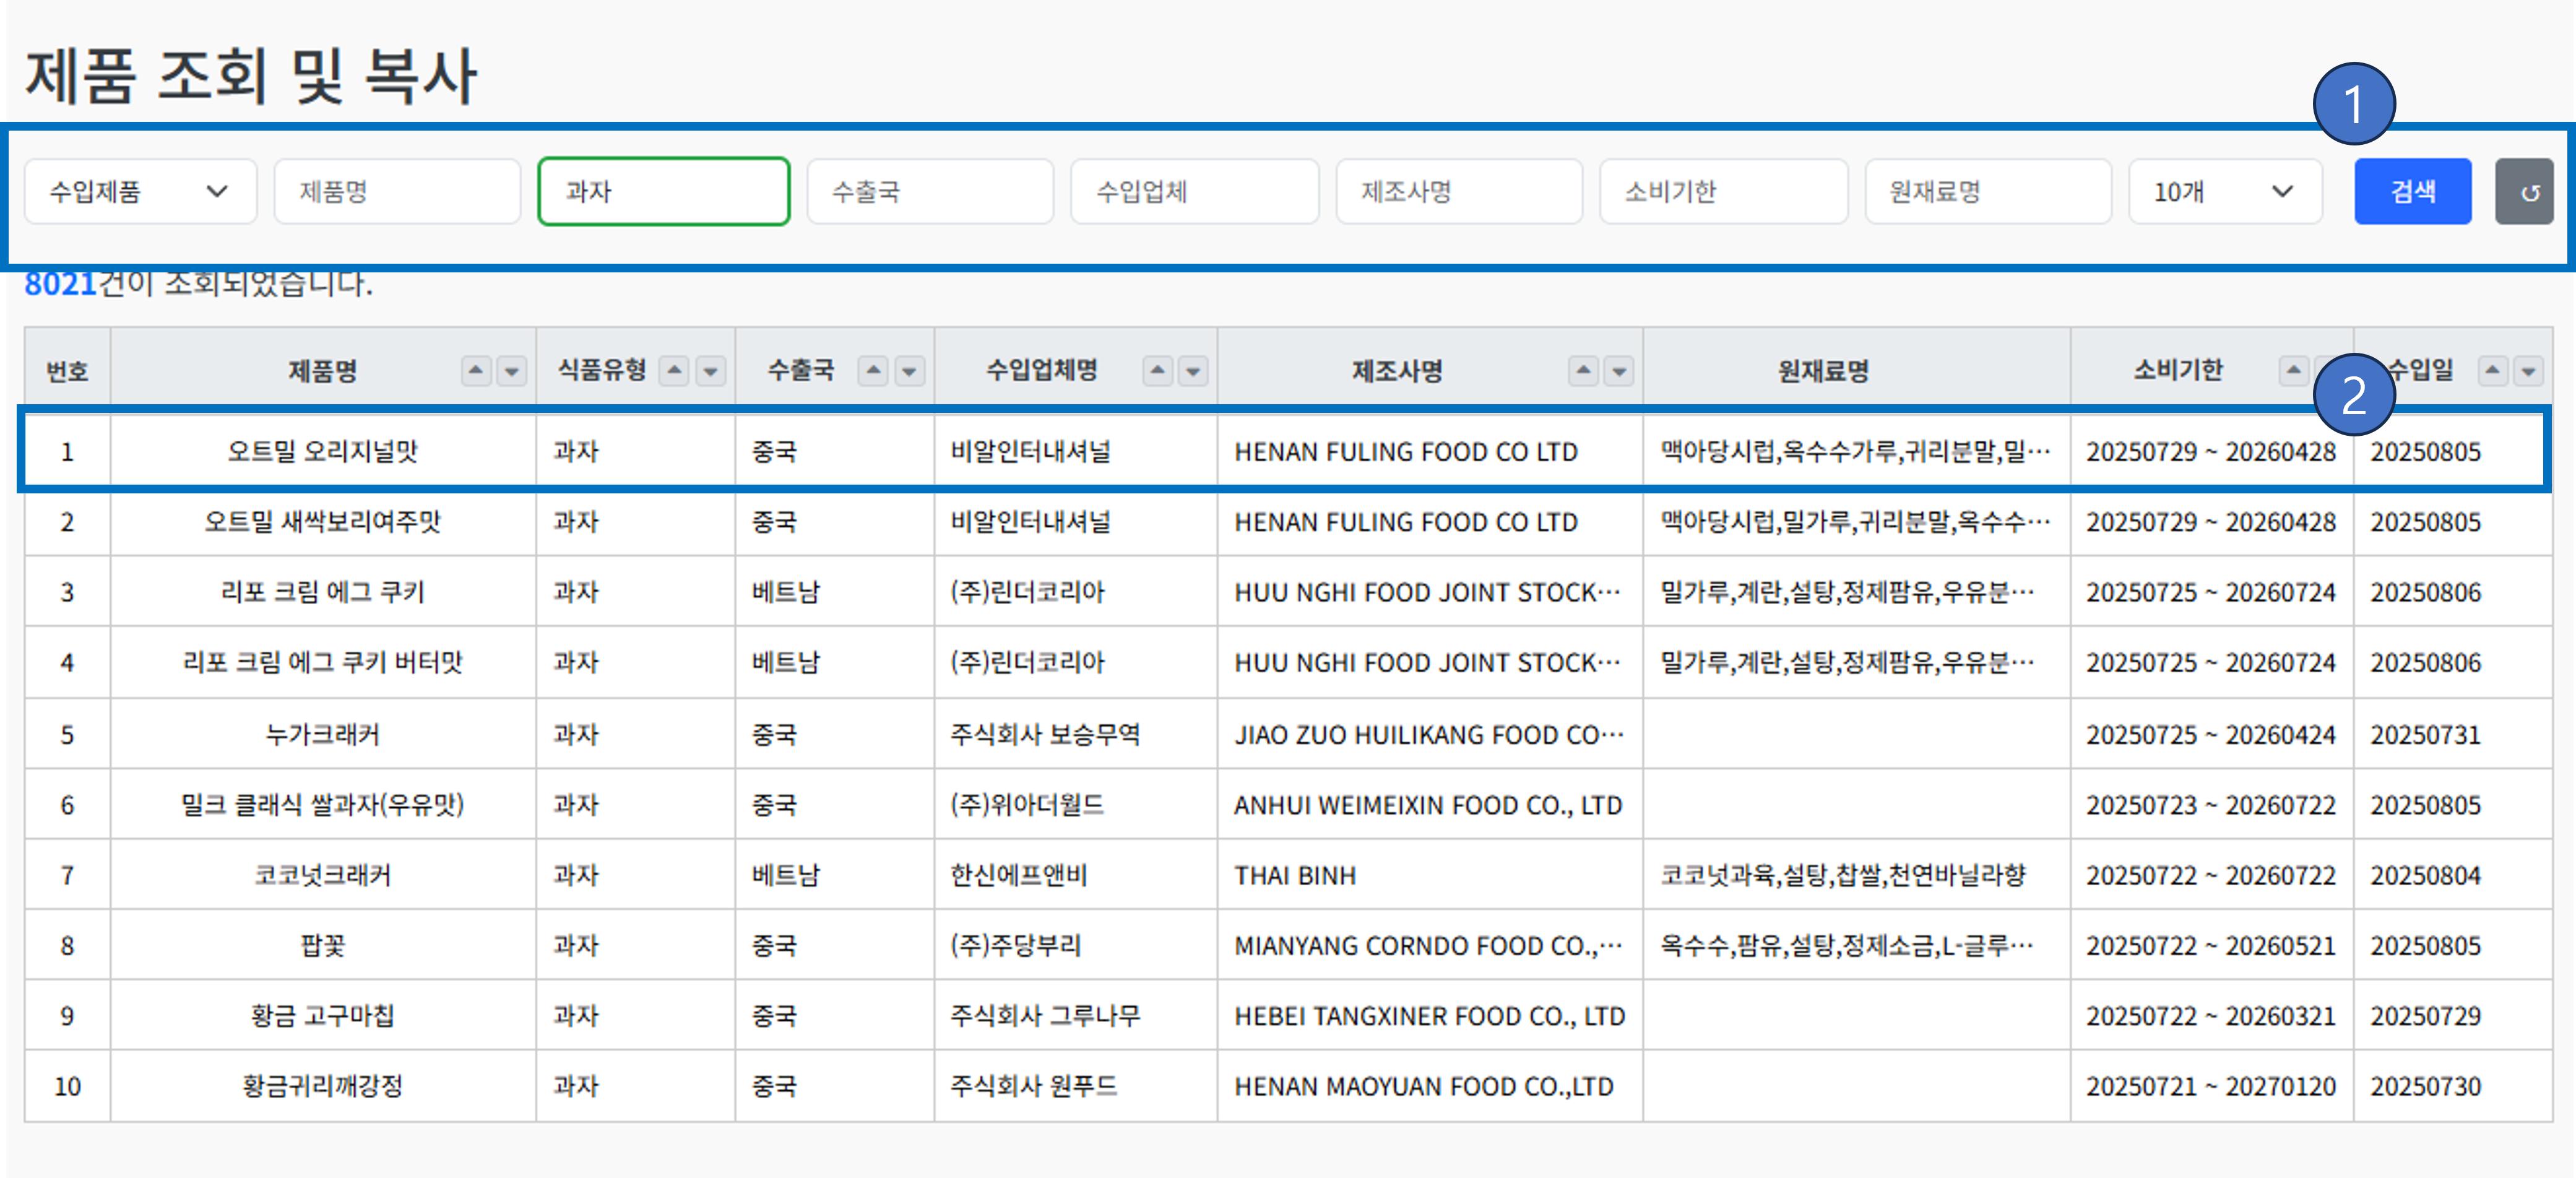 제품 조회 및 복사
1
수입제품 제품명 과자 수출국 수입업체 제조사명 소비기한 원재료명 10개 검색 ↺
8021건이 조회되었습니다.
번호 제품명 식품유형 수출국 수입업체명 제조사명 원재료명 소비기한 수입일
2
1 오트밀 오리지널맛 과자 중국 비알인터내셔널 HENAN FULING FOOD CO LTD 맥아당시럽,옥수수가루,귀리분말,밀… 20250729 ~ 20260428 20250805
2 오트밀 새싹보리여주맛 과자 중국 비알인터내셔널 HENAN FULING FOOD CO LTD 맥아당시럽,밀가루,귀리분말,옥수수… 20250729 ~ 20260428 20250805
3 리포 크림 에그 쿠키 과자 베트남 (주)린더코리아 HUU NGHI FOOD JOINT STOCK… 밀가루,계란,설탕,정제팜유,우유분… 20250725 ~ 20260724 20250806
4 리포 크림 에그 쿠키 버터맛 과자 베트남 (주)린더코리아 HUU NGHI FOOD JOINT STOCK… 밀가루,계란,설탕,정제팜유,우유분… 20250725 ~ 20260724 20250806
5 누가크래커 과자 중국 주식회사 보승무역 JIAO ZUO HUILIKANG FOOD CO… 20250725 ~ 20260424 20250731
6 밀크 클래식 쌀과자(우유맛) 과자 중국 (주)위아더월드 ANHUI WEIMEIXIN FOOD CO., LTD 20250723 ~ 20260722 20250805
7 코코넛크래커 과자 베트남 한신에프앤비 THAI BINH 코코넛과육,설탕,찹쌀,천연바닐라향 20250722 ~ 20260722 20250804
8 팝꽃 과자 중국 (주)주당부리 MIANYANG CORNDO FOOD CO.,… 옥수수,팜유,설탕,정제소금,L-글루… 20250722 ~ 20260521 20250805
9 황금 고구마칩 과자 중국 주식회사 그루나무 HEBEI TANGXINER FOOD CO., LTD 20250722 ~ 20260321 20250729
10 황금귀리깨강정 과자 중국 주식회사 원푸드 HENAN MAOYUAN FOOD CO.,LTD 20250721 ~ 20270120 20250730